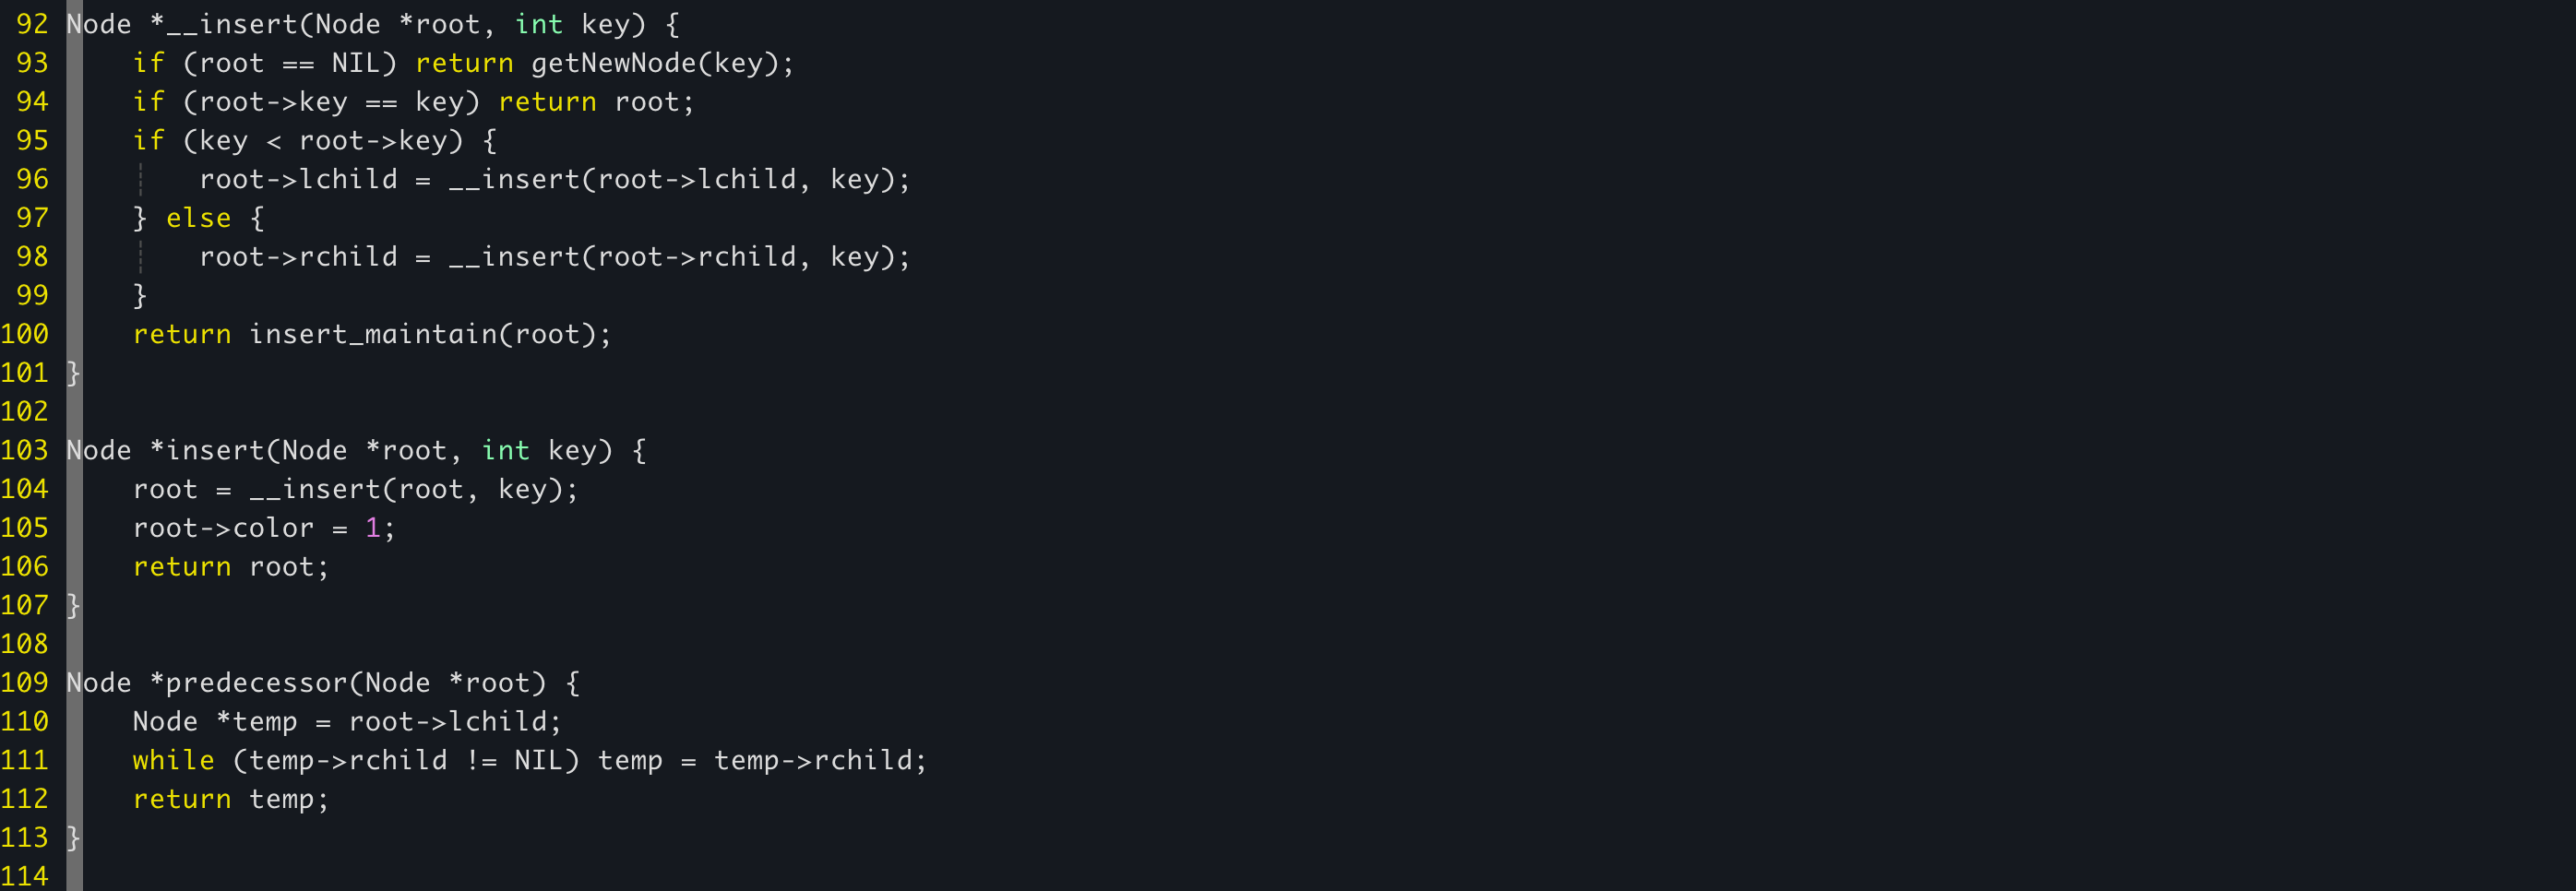 92 Node *__insert(Node *root, int key) {
93     if (root == NIL) return getNewNode(key);
94     if (root->key == key) return root;
95     if (key < root->key) {
96         root->lchild = __insert(root->lchild, key);
97     } else {
98         root->rchild = __insert(root->rchild, key);
99     }
100     return insert_maintain(root);
101 }
102
103 Node *insert(Node *root, int key) {
104     root = __insert(root, key);
105     root->color = 1;
106     return root;
107 }
108
109 Node *predecessor(Node *root) {
110     Node *temp = root->lchild;
111     while (temp->rchild != NIL) temp = temp->rchild;
112     return temp;
113 }
114